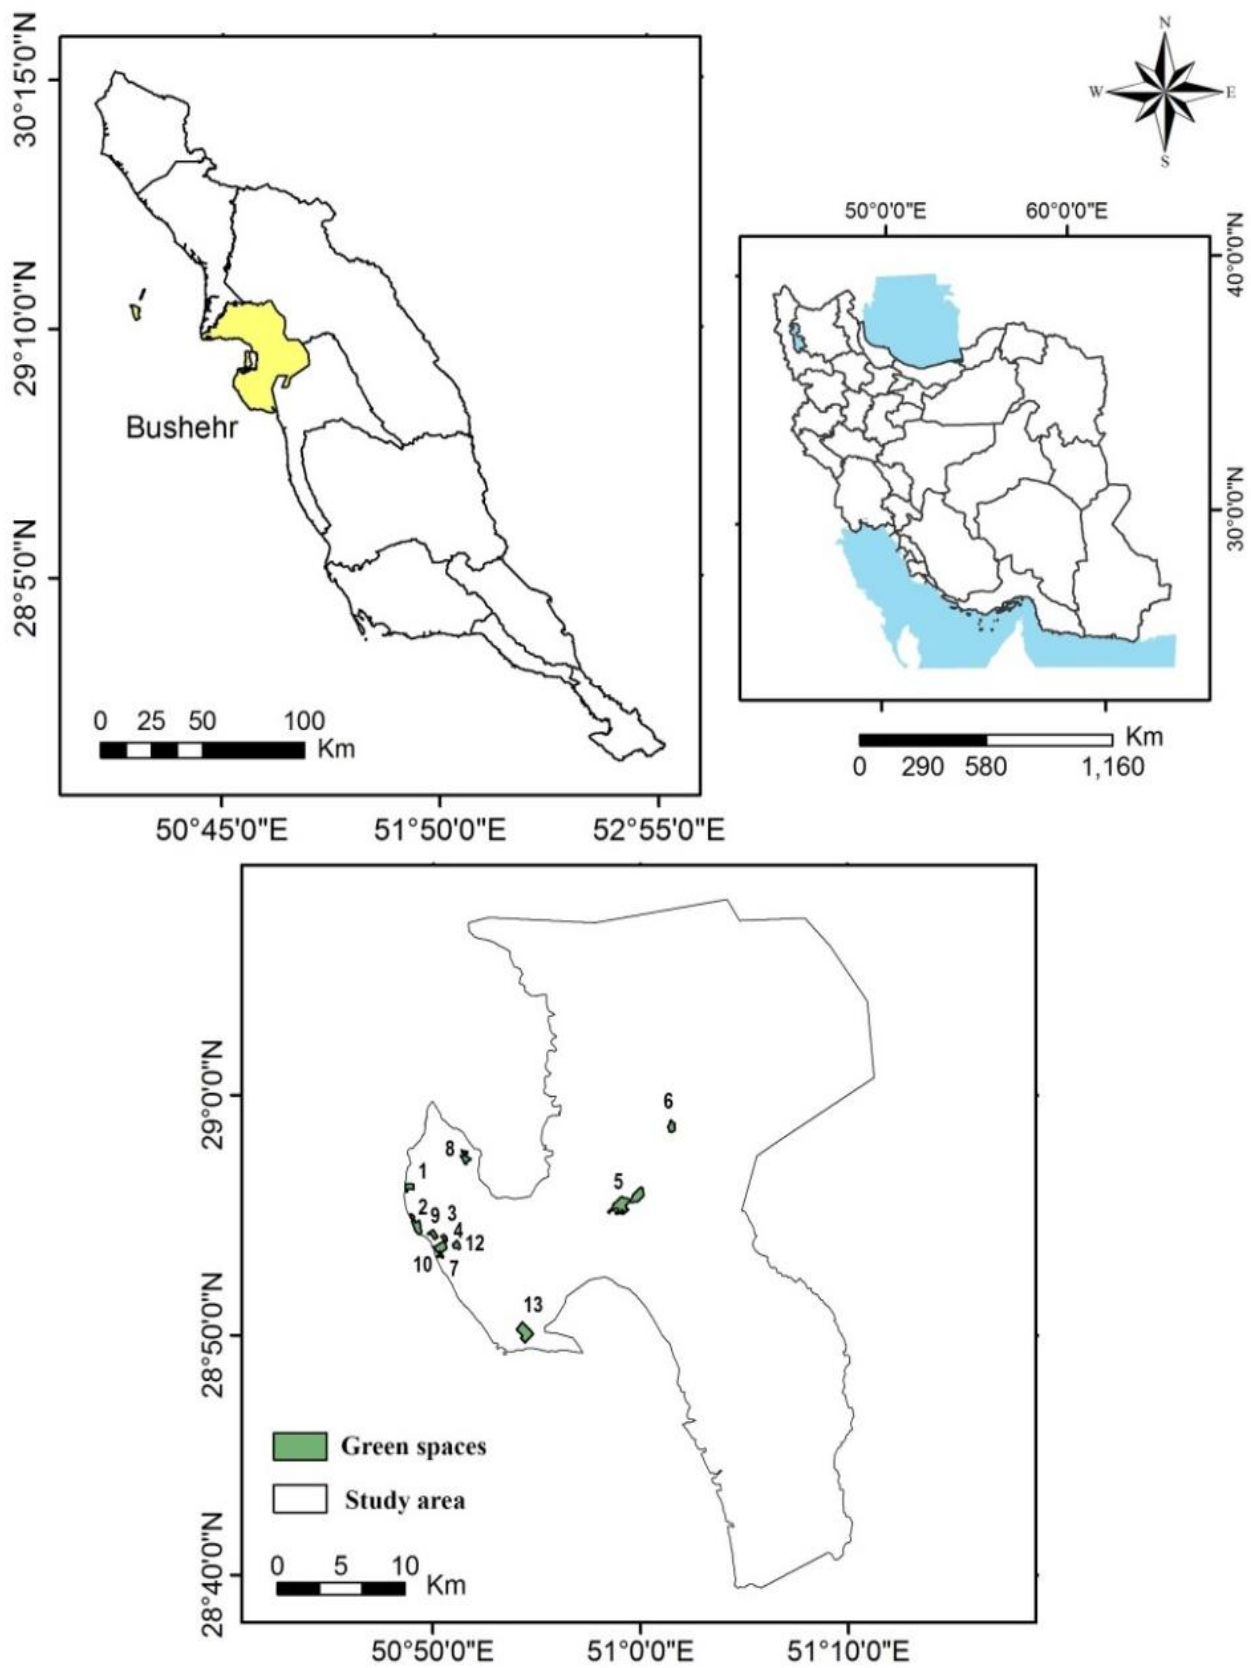 N
W E
S
30°15'0"N
29°10'0"N
28°5'0"N
Bushehr
0 25 50 100
Km
50°45'0"E 51°50'0"E 52°55'0"E
50°0'0"E 60°0'0"E
40°0'0"N
30°0'0"N
Km
0 290 580 1,160
29°0'0"N
28°50'0"N
28°40'0"N
6
8
1
5
2
9
3
4
12
10
7
13
Green spaces
Study area
0 5 10
Km
50°50'0"E 51°0'0"E 51°10'0"E